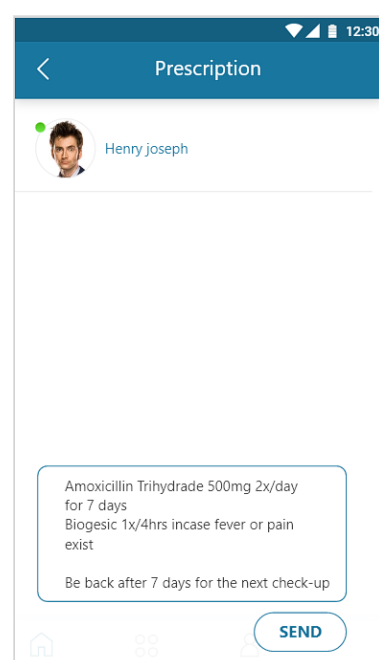 12:30
Prescription
Henry joseph
Amoxicillin Trihydrade 500mg 2x/day
for 7 days
Biogesic 1x/4hrs incase fever or pain
exist
Be back after 7 days for the next check-up
SEND